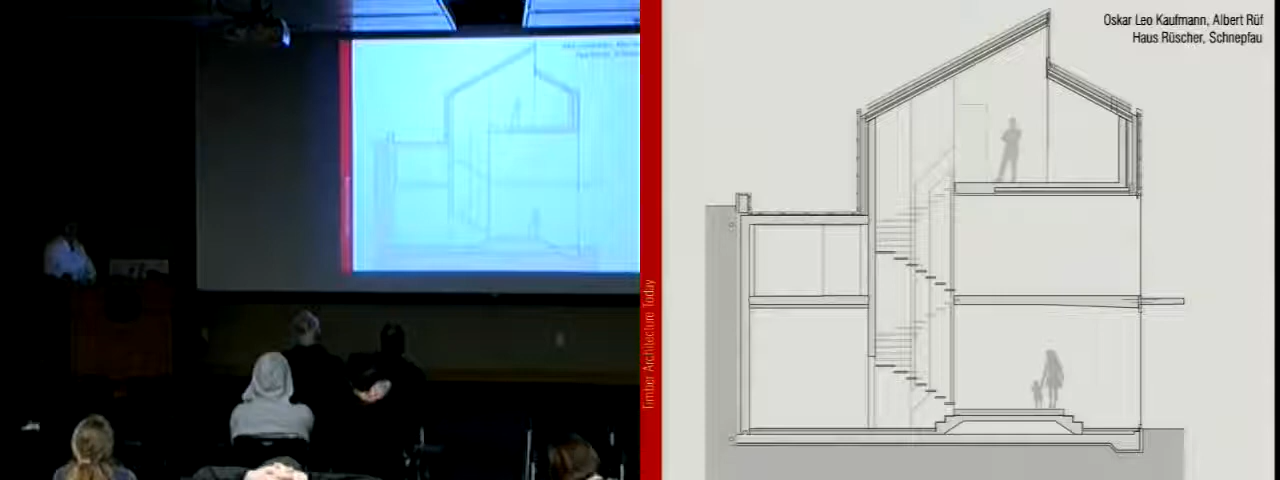 Oskar Leo Kaufmann, Albert Rüf
Haus Rüscher, Schnepfau
Timber Architecture Today